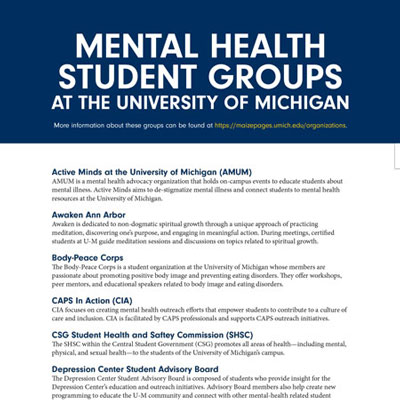 MENTAL HEALTH
STUDENT GROUPS
AT THE UNIVERSITY OF MICHIGAN
More information about these groups can be found at https://maizepages.umich.edu/organizations.
Active Minds at the University of Michigan (AMUM)
AMUM is a mental health advocacy organization that holds on-campus events to educate students about
mental illness. Active Minds aims to de-stigmatize mental illness and connect students to mental health
resources at the University of Michigan.
Awaken Ann Arbor
Awaken is dedicated to non-dogmatic spiritual growth through a unique approach of practicing
meditation, discovering one's purpose, and engaging in meaningful action. During meetings, certified
students at U-M guide meditation sessions and discussions on topics related to spiritual growth.
Body-Peace Corps
The Body-Peace Corps is a student organization at the University of Michigan whose members are
passionate about promoting positive body image and preventing eating disorders. They offer workshops,
peer mentors, and educational speakers related to body image and eating disorders.
CAPS In Action (CIA)
CIA focuses on creating mental health outreach efforts that empower students to contribute to a culture of
care and inclusion. CIA is facilitated by CAPS professionals and supports CAPS outreach initiatives.
CSG Student Health and Saftey Commission (SHSC)
The SHSC within the Central Student Government (CSG) promotes all areas of health—including mental,
physical, and sexual health—to the students of the University of Michigan's campus.
Depression Center Student Advisory Board
The Depression Center Student Advisory Board is composed of students who provide insight for the
Depression Center's education and outreach initiatives. Advisory Board members also help create new
programming to educate the U-M community and connect with other mental-health related student